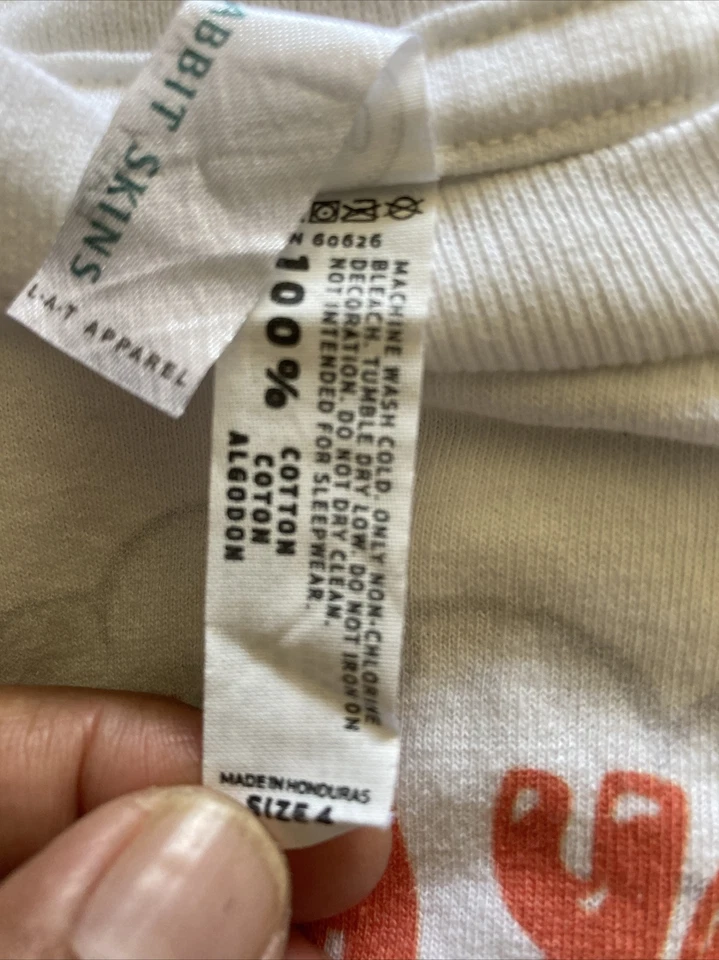 ABBIT SKINS
L·A·T APPAREL
N 60626
MACHINE WASH COLD. ONLY NON-CHLORINE
BLEACH. TUMBLE DRY LOW. DO NOT IRON ON
DECORATION. DO NOT DRY CLEAN.
NOT INTENDED FOR SLEEPWEAR.
100%
COTTON
COTON
ALGODON
MADE IN HONDURAS
SIZE 4